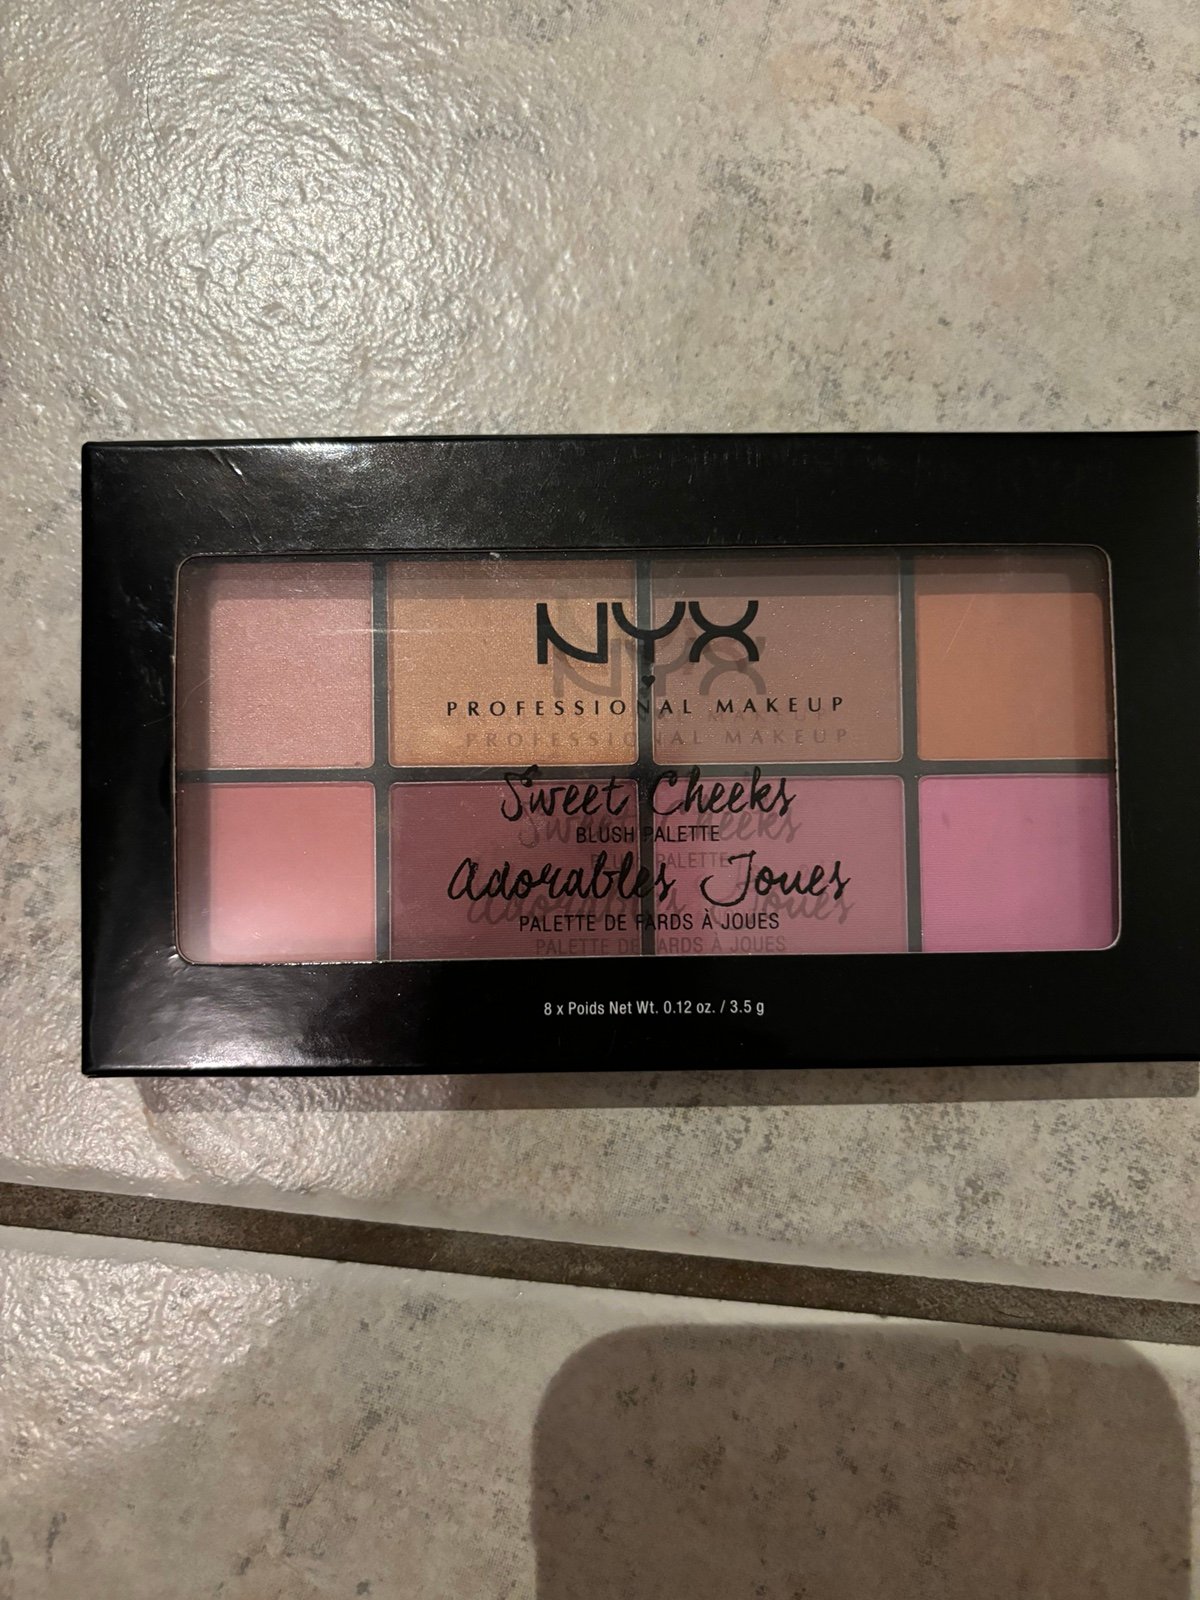 NYX
PROFESSIONAL MAKEUP
Sweet Cheeks
BLUSH PALETTE
Adorables Joues
PALETTE DE FARDS À JOUES
8 x Poids Net Wt. 0.12 oz. / 3.5 g